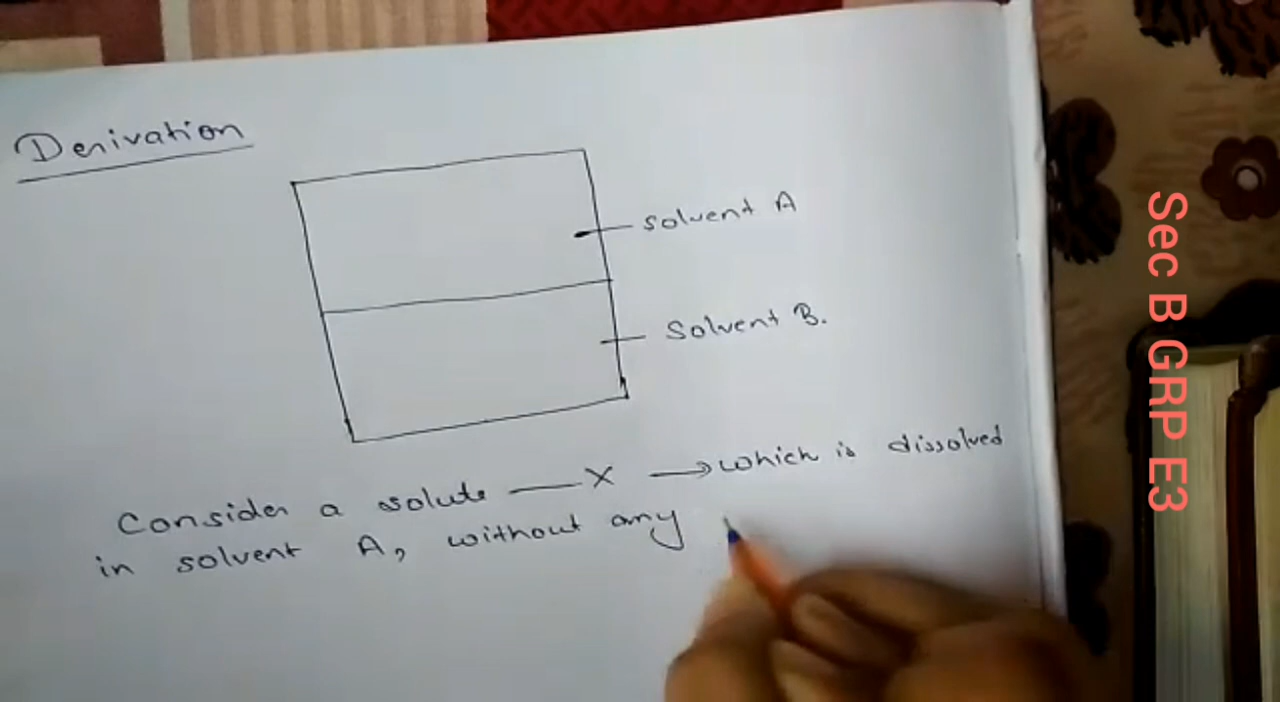 Derivation
solvent A
Solvent B.
Consider a solute — X → which is dissolved
in solvent A, without any
Sec B GRP E3